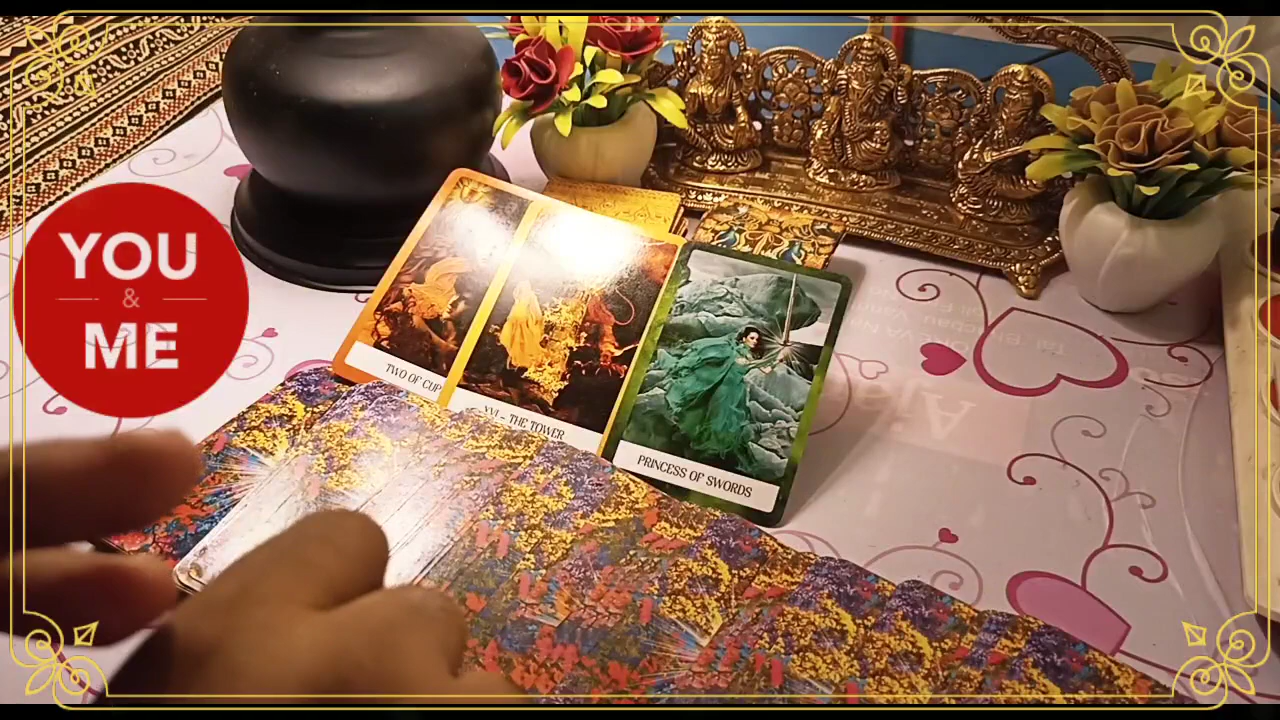 YOU
&
ME
TWO OF CUP
XVI - THE TOWER
PRINCESS OF SWORDS